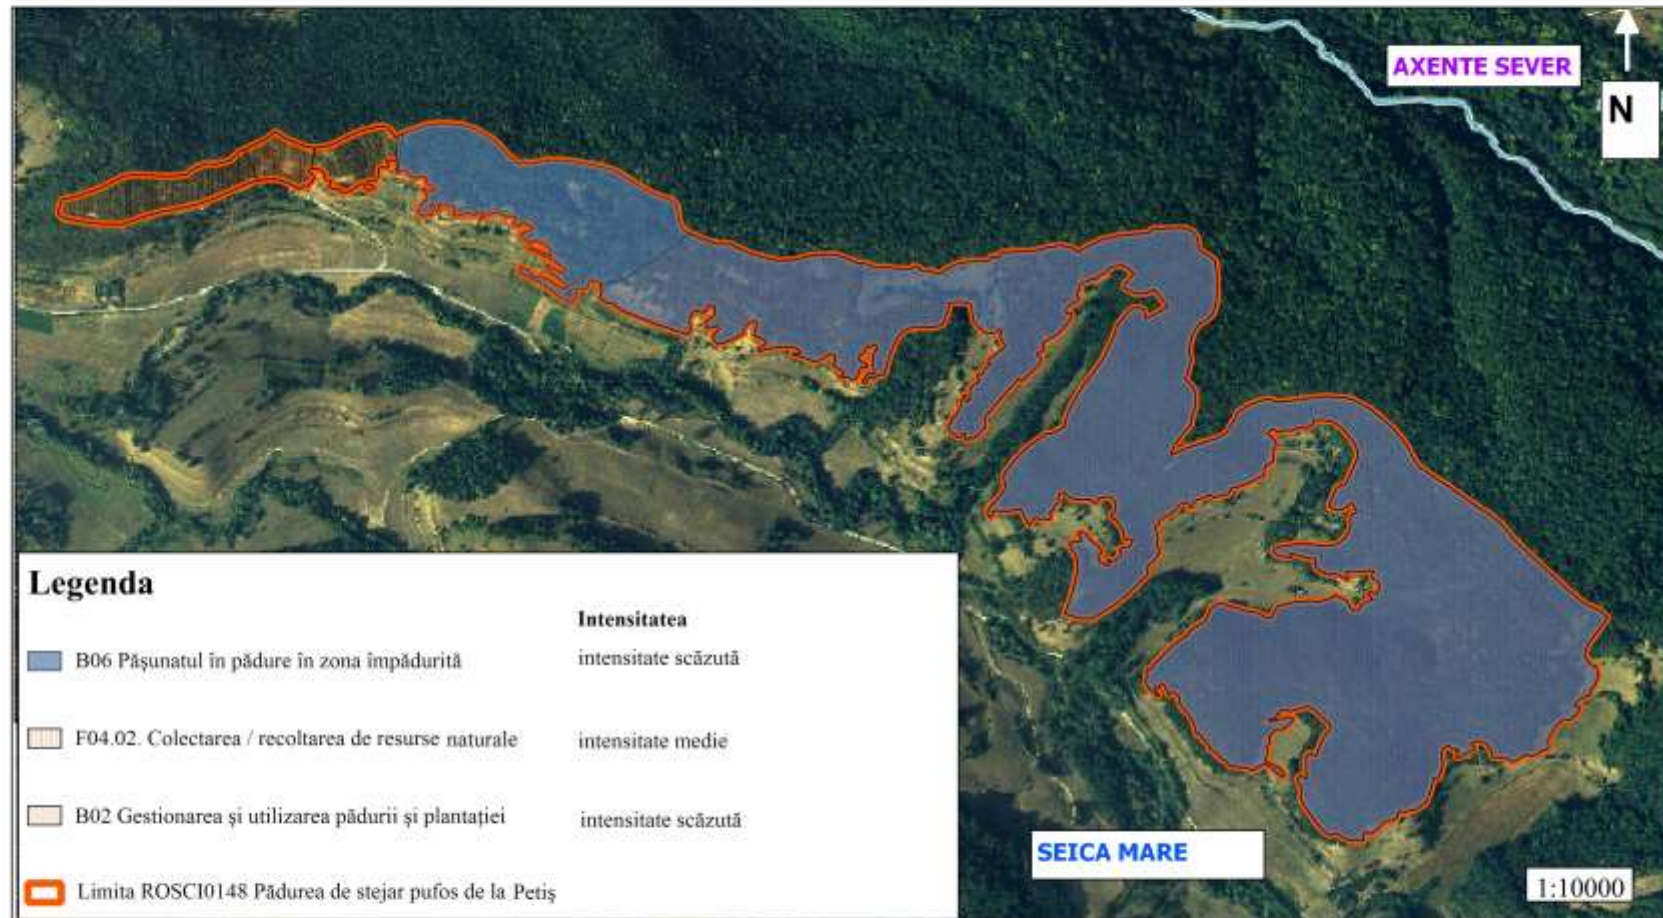 AXENTE SEVER
N
Legenda
Intensitatea
B06 Pășunatul în pădure în zona împădurită intensitate scăzută
F04.02. Colectarea / recoltarea de resurse naturale intensitate medie
B02 Gestionarea și utilizarea pădurii și plantației intensitate scăzută
Limita ROSCI0148 Pădurea de stejar pufos de la Petiș
SEICA MARE
1:10000